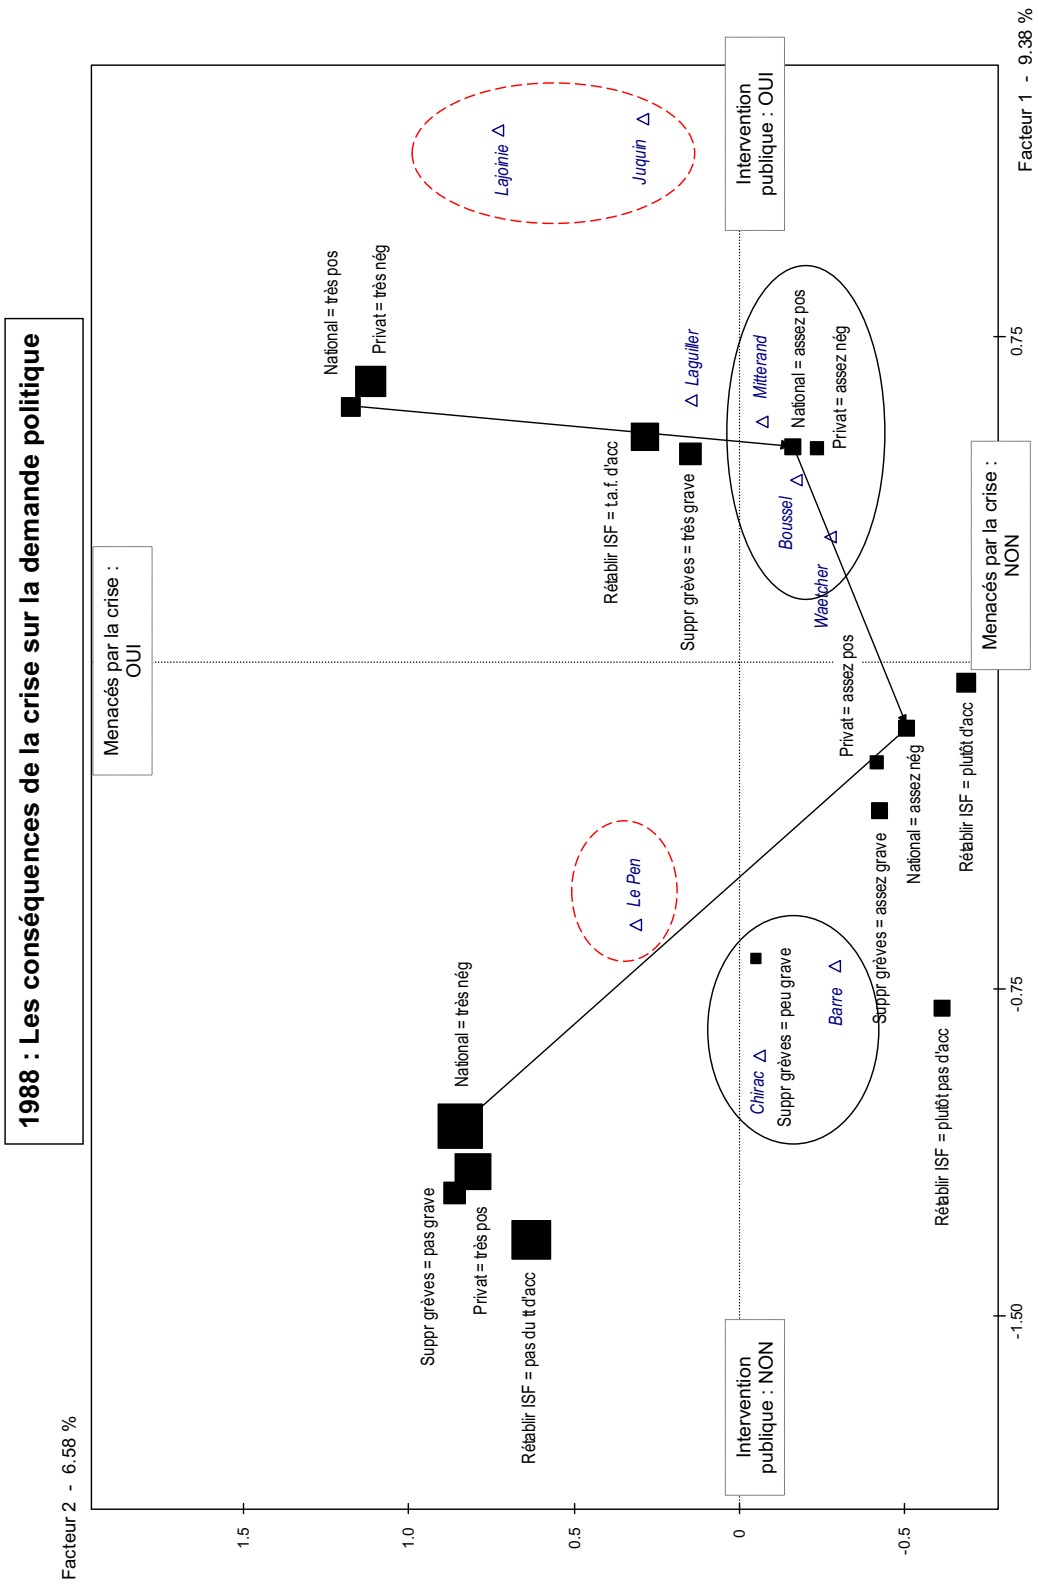 1988 : Les conséquences de la crise sur la demande politique
Facteur 2 - 6.58 %
Menacés par la crise :
OUI
1.5
1.0
0.5
0
-0.5
National = très pos
Privat = très nég
Lajoinie
Juquin
Suppr grèves = pas grave
National = très nég
Privat = très pos
Rétablir ISF = pas du tt d'acc
Le Pen
Rétablir ISF = t.a.f. d'acc
Suppr grèves = très grave
Laguiller
Intervention
publique : NON
Intervention
publique : OUI
Chirac
Suppr grèves = peu grave
Barre
Mitterand
National = assez pos
Privat = assez nég
Boussel
Waetcher
Privat = assez pos
Suppr grèves = assez grave
National = assez nég
Rétablir ISF = plutôt pas d'acc
Rétablir ISF = plutôt d'acc
Menacés par la crise :
NON
-1.50
-0.75
0.75
Facteur 1 - 9.38 %